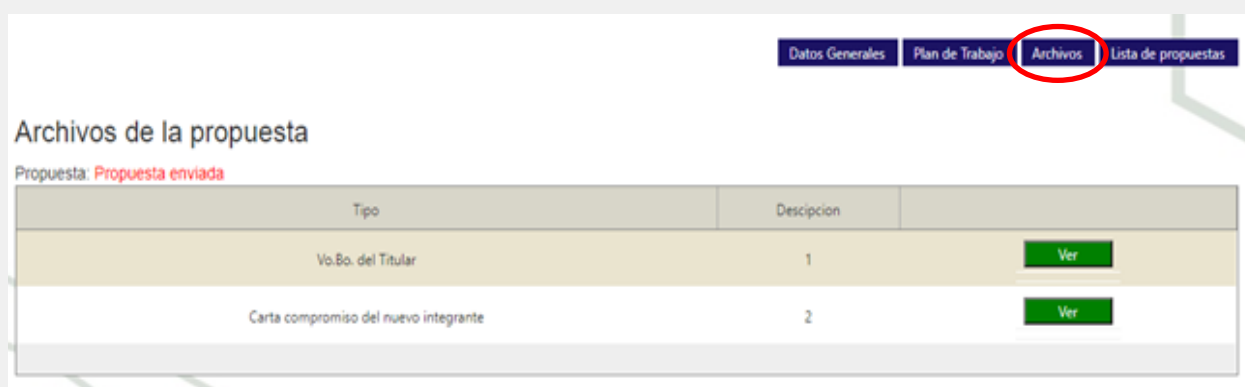 Datos Generales Plan de Trabajo Archivos Lista de propuestas
Archivos de la propuesta
Propuesta: Propuesta enviada
Tipo Descipcion
Vo.Bo. del Titular 1 Ver
Carta compromiso del nuevo integrante 2 Ver